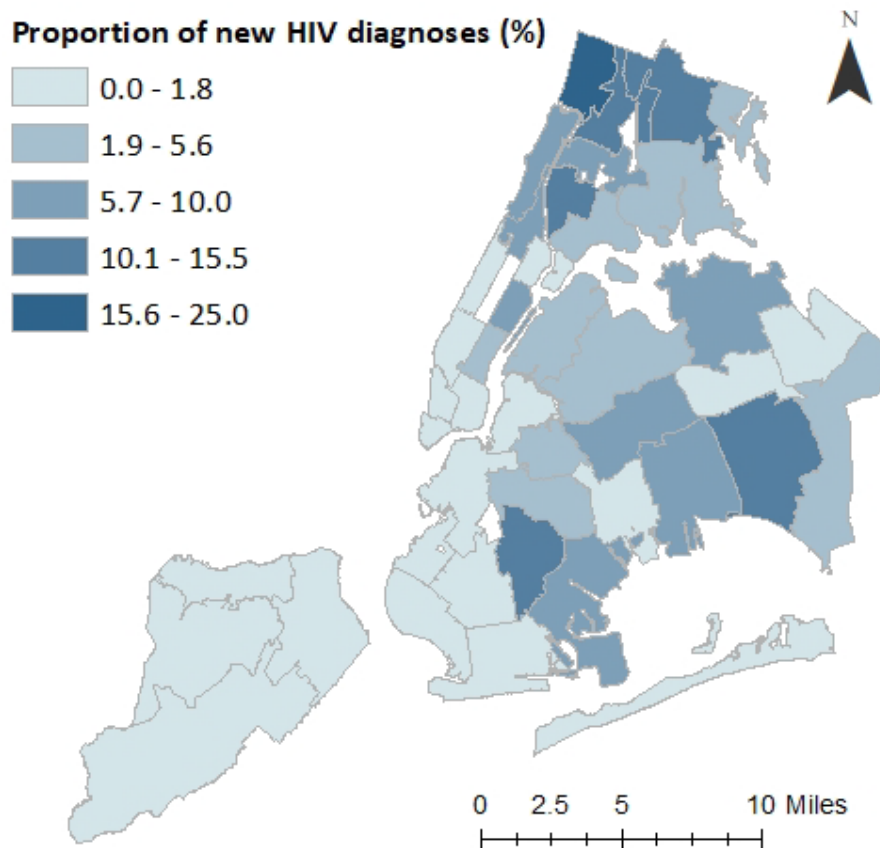 Proportion of new HIV diagnoses (%)
0.0 - 1.8
1.9 - 5.6
5.7 - 10.0
10.1 - 15.5
15.6 - 25.0
N
0 2.5 5 10 Miles